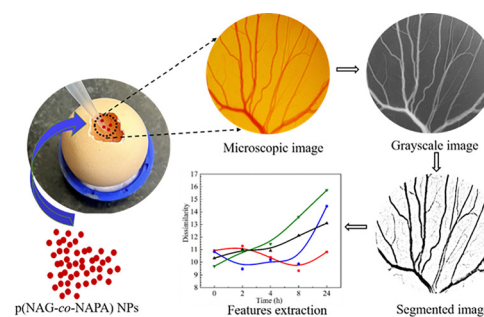 Microscopic image
Grayscale image
p(NAG-co-NAPA) NPs
Dissimilarity
17
16
15
14
13
12
11
10
9
8
0
2
4
8
24
Time (h)
Features extraction
Segmented image